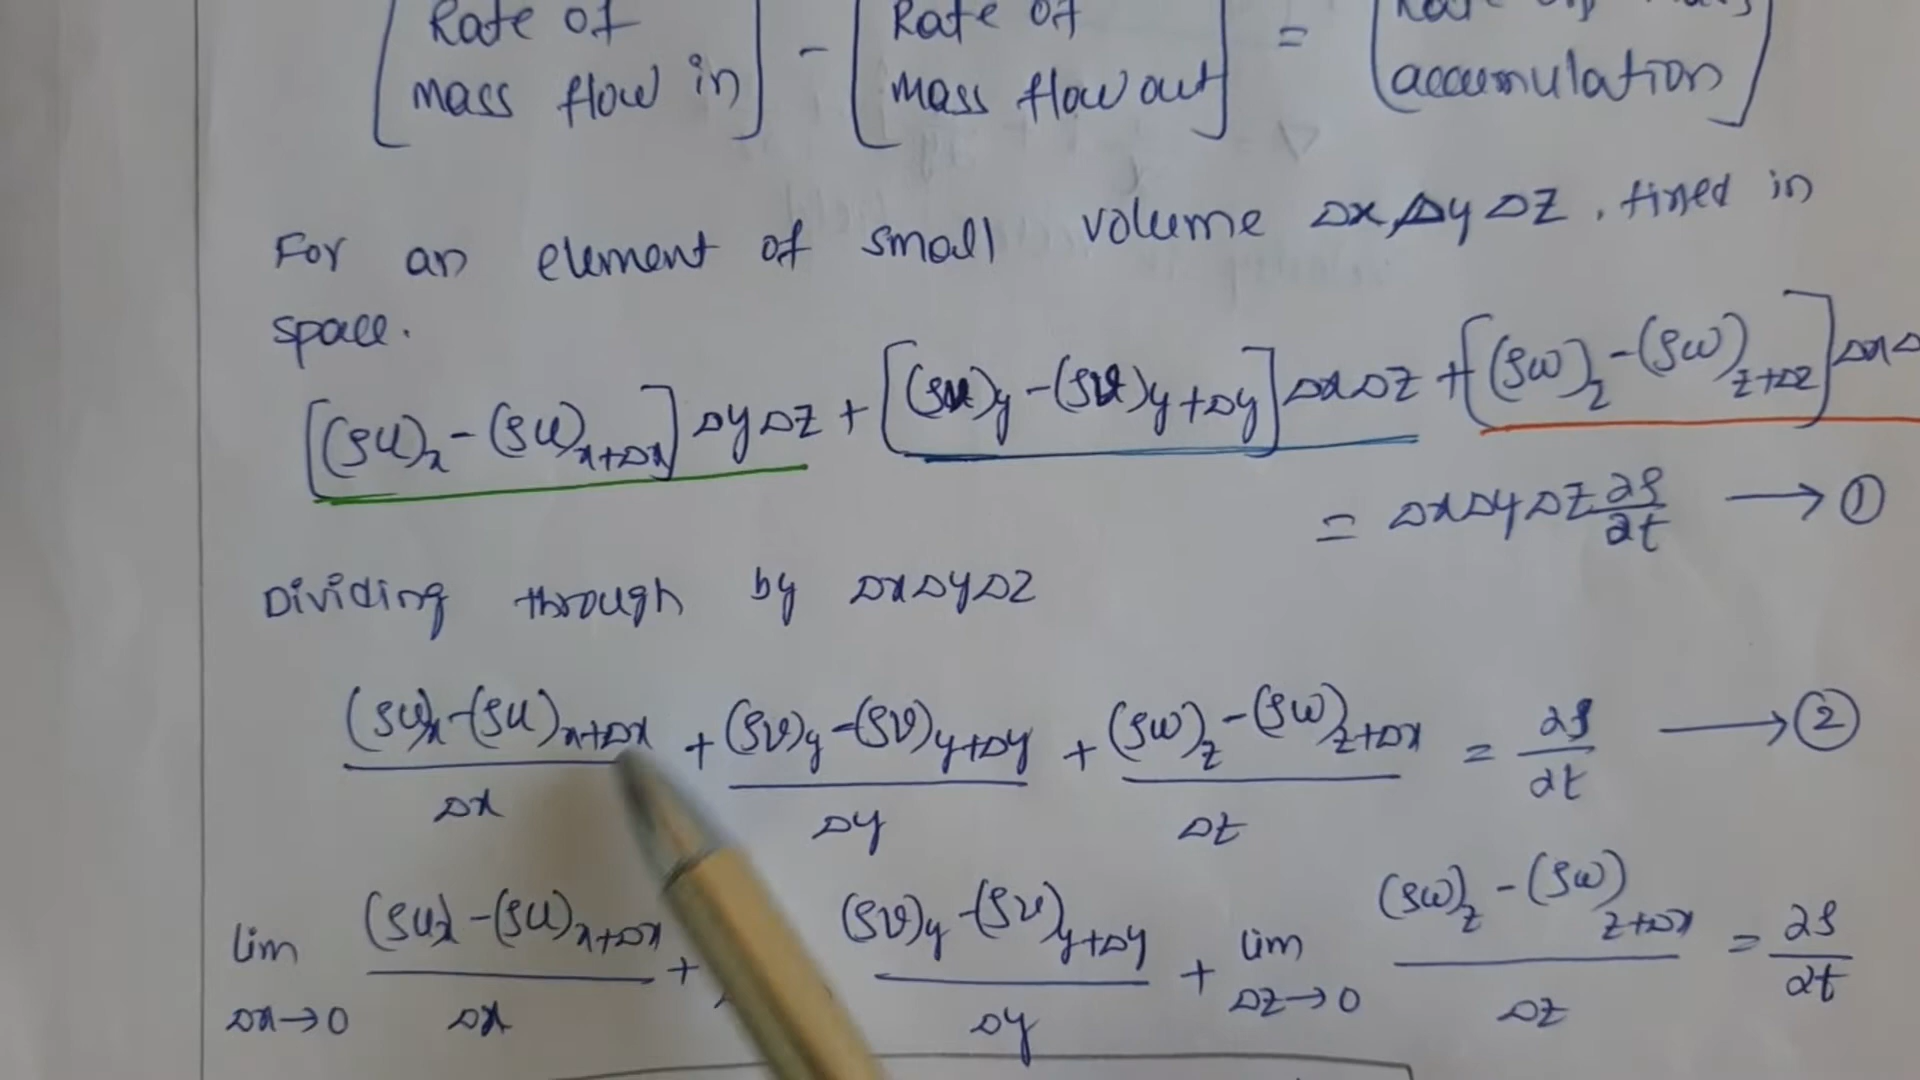 [Rate of mass flow in] - [Rate of mass flow out] = [Rate of mass accumulation]
For an element of small volume Δx, Δy Δz, fixed in
space.
[(ρu)x - (ρu)x+Δx] Δy Δz + [(ρv)y - (ρv)y+Δy] Δx Δz + [(ρw)z - (ρw)z+Δz] Δx Δ
= Δx Δy Δz ∂ρ/∂t → ①
Dividing through by Δx Δy Δz
((ρu)x - (ρu)x+Δx)/Δx + ((ρv)y - (ρv)y+Δy)/Δy + ((ρw)z - (ρw)z+Δx)/Δz = ∂ρ/∂t → ②
lim Δx→0 ((ρu)x - (ρu)x+Δx)/Δx + ((ρv)y - (ρv)y+Δy)/Δy + lim Δz→0 ((ρw)z - (ρw)z+Δx)/Δz = ∂ρ/∂t